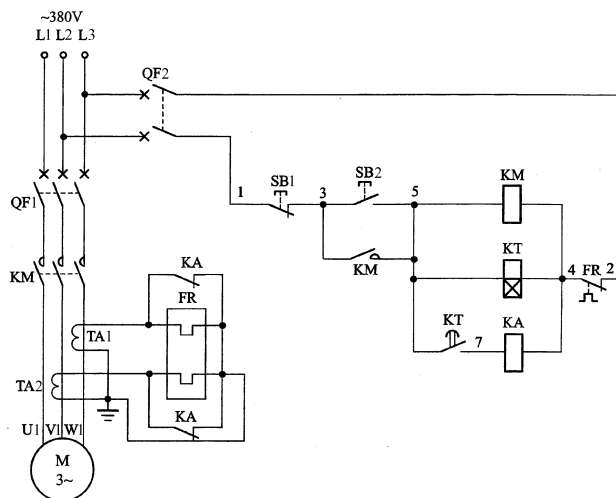 ~380V
L1 L2 L3
QF2
1
SB1
3
SB2
5
KM
QF1
KM
KT
4
FR
2
KM
KA
FR
TA1
KT
7
KA
TA2
KA
U1 V1 W1
M
3~